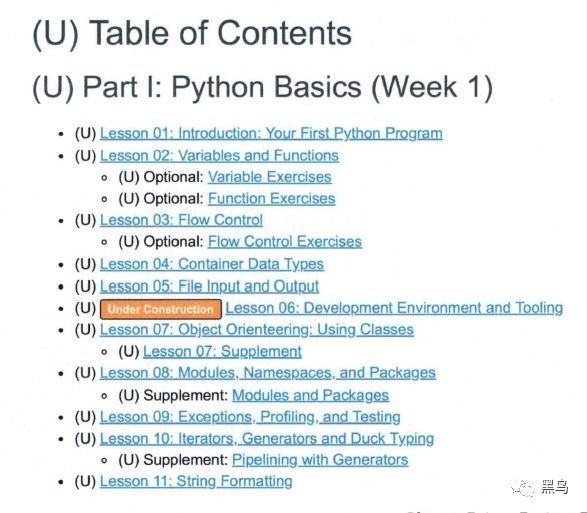 (U) Table of Contents
(U) Part I: Python Basics (Week 1)
• (U) Lesson 01: Introduction: Your First Python Program
• (U) Lesson 02: Variables and Functions
◦ (U) Optional: Variable Exercises
◦ (U) Optional: Function Exercises
• (U) Lesson 03: Flow Control
◦ (U) Optional: Flow Control Exercises
• (U) Lesson 04: Container Data Types
• (U) Lesson 05: File Input and Output
• (U) Under Construction Lesson 06: Development Environment and Tooling
• (U) Lesson 07: Object Orienteering: Using Classes
◦ (U) Lesson 07: Supplement
• (U) Lesson 08: Modules, Namespaces, and Packages
◦ (U) Supplement: Modules and Packages
• (U) Lesson 09: Exceptions, Profiling, and Testing
• (U) Lesson 10: Iterators, Generators and Duck Typing
◦ (U) Supplement: Pipelining with Generators
• (U) Lesson 11: String Formatting
黑鸟